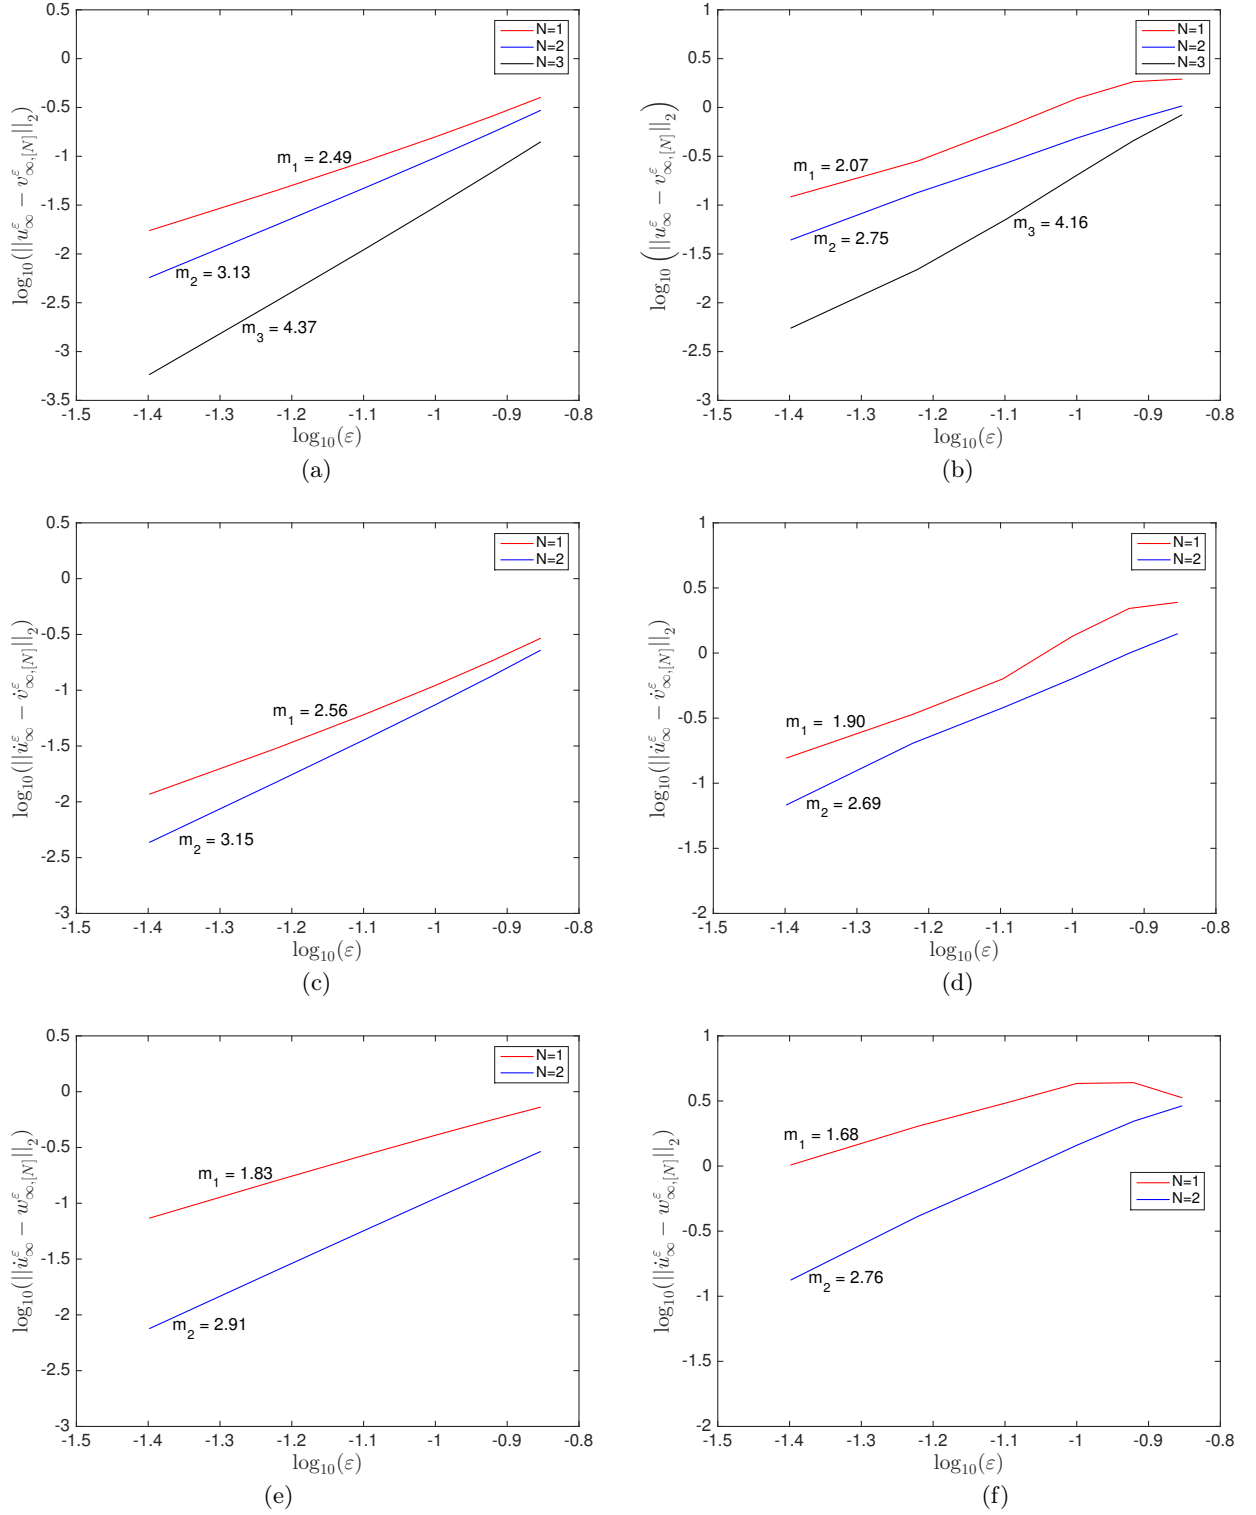 0.5
0
-0.5
-1
-1.5
-2
-2.5
-3
-3.5
-1.5 -1.4 -1.3 -1.2 -1.1 -1 -0.9 -0.8
log₁₀(ε)
log₁₀(||u^ε_∞ − v^ε_{∞,[N]}||₂)
N=1
N=2
N=3
m₁ = 2.49
m₂ = 3.13
m₃ = 4.37
(a)
1
0.5
0
-0.5
-1
-1.5
-2
-2.5
-3
-1.5 -1.4 -1.3 -1.2 -1.1 -1 -0.9 -0.8
log₁₀(ε)
log₁₀(||u^ε_∞ − v^ε_{∞,[N]}||₂)
N=1
N=2
N=3
m₁ = 2.07
m₂ = 2.75
m₃ = 4.16
(b)
0.5
0
-0.5
-1
-1.5
-2
-2.5
-3
-1.5 -1.4 -1.3 -1.2 -1.1 -1 -0.9 -0.8
log₁₀(ε)
log₁₀(||u̇^ε_∞ − v̇^ε_{∞,[N]}||₂)
N=1
N=2
m₁ = 2.56
m₂ = 3.15
(c)
1
0.5
0
-0.5
-1
-1.5
-2
-1.5 -1.4 -1.3 -1.2 -1.1 -1 -0.9 -0.8
log₁₀(ε)
log₁₀(||u̇^ε_∞ − v̇^ε_{∞,[N]}||₂)
N=1
N=2
m₁ = 1.90
m₂ = 2.69
(d)
0.5
0
-0.5
-1
-1.5
-2
-2.5
-3
-1.5 -1.4 -1.3 -1.2 -1.1 -1 -0.9 -0.8
log₁₀(ε)
log₁₀(||u̇^ε_∞ − w^ε_{∞,[N]}||₂)
N=1
N=2
m₁ = 1.83
m₂ = 2.91
(e)
1
0.5
0
-0.5
-1
-1.5
-2
-1.5 -1.4 -1.3 -1.2 -1.1 -1 -0.9 -0.8
log₁₀(ε)
log₁₀(||u̇^ε_∞ − w^ε_{∞,[N]}||₂)
N=1
N=2
m₁ = 1.68
m₂ = 2.76
(f)